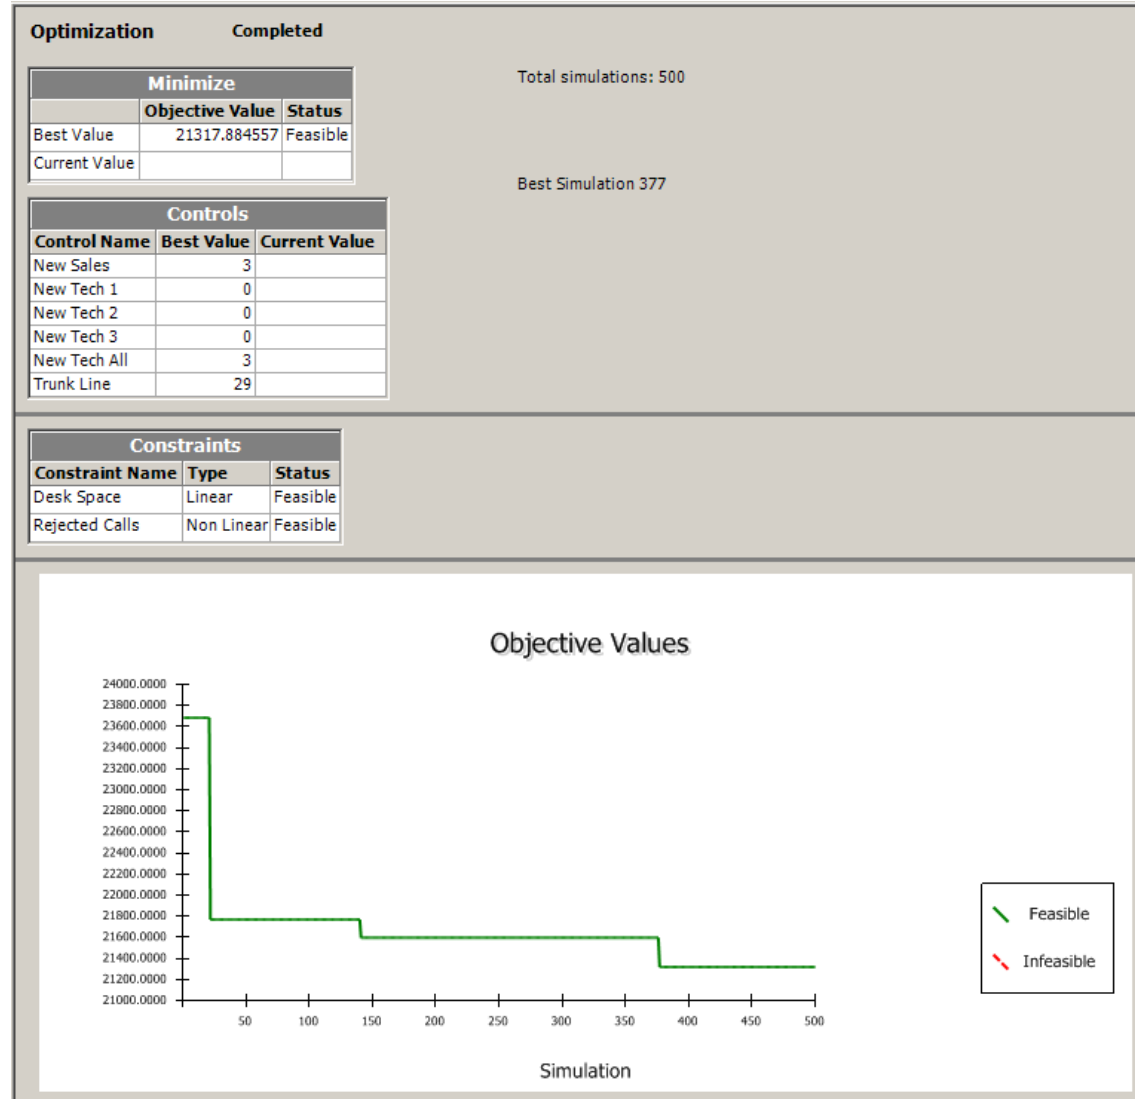 Optimization Completed
Total simulations: 500
Minimize
Objective Value Status
Best Value 21317.884557 Feasible
Current Value
Best Simulation 377
Controls
Control Name Best Value Current Value
New Sales 3
New Tech 1 0
New Tech 2 0
New Tech 3 0
New Tech All 3
Trunk Line 29
Constraints
Constraint Name Type Status
Desk Space Linear Feasible
Rejected Calls Non Linear Feasible
Objective Values
24000.0000
23800.0000
23600.0000
23400.0000
23200.0000
23000.0000
22800.0000
22600.0000
22400.0000
22200.0000
22000.0000
21800.0000
21600.0000
21400.0000
21200.0000
21000.0000
50 100 150 200 250 300 350 400 450 500
Simulation
Feasible
Infeasible